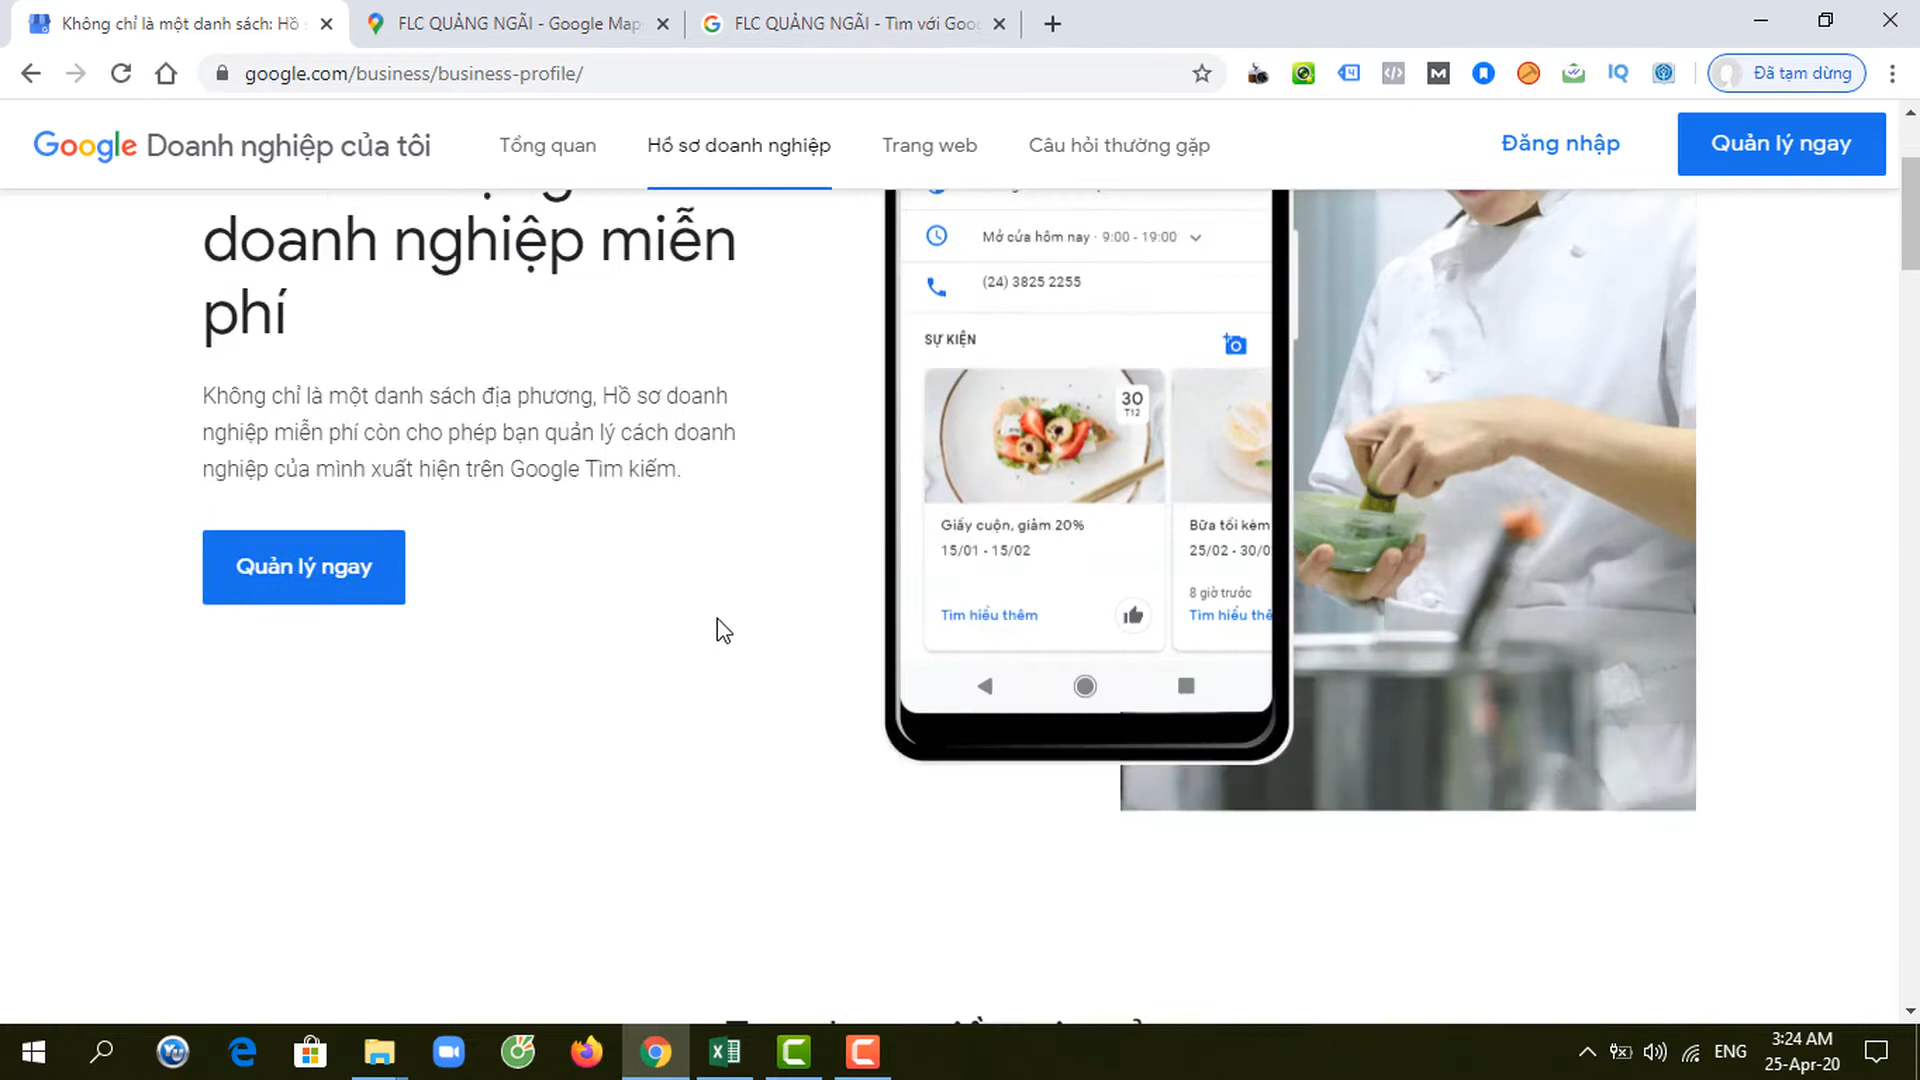 Không chỉ là một danh sách: Hồ
FLC QUẢNG NGÃI - Google Map
FLC QUẢNG NGÃI - Tìm với Goo
google.com/business/business-profile/
Đã tạm dừng
Google Doanh nghiệp của tôi
Tổng quan
Hồ sơ doanh nghiệp
Trang web
Câu hỏi thường gặp
Đăng nhập
Quản lý ngay
doanh nghiệp miễn
phí
Không chỉ là một danh sách địa phương, Hồ sơ doanh
nghiệp miễn phí còn cho phép bạn quản lý cách doanh
nghiệp của mình xuất hiện trên Google Tìm kiếm.
Quản lý ngay
Mở cửa hôm nay · 9:00 - 19:00
(24) 3825 2255
SỰ KIỆN
30
T12
Giấy cuộn, giảm 20%
15/01 - 15/02
Tìm hiểu thêm
Bữa tối kèm
25/02 - 30/0
8 giờ trước
Tìm hiểu thê
ENG
3:24 AM
25-Apr-20